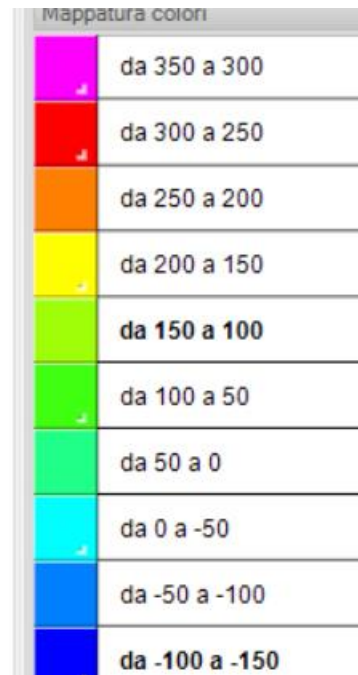 Mappatura colori
da 350 a 300
da 300 a 250
da 250 a 200
da 200 a 150
da 150 a 100
da 100 a 50
da 50 a 0
da 0 a -50
da -50 a -100
da -100 a -150